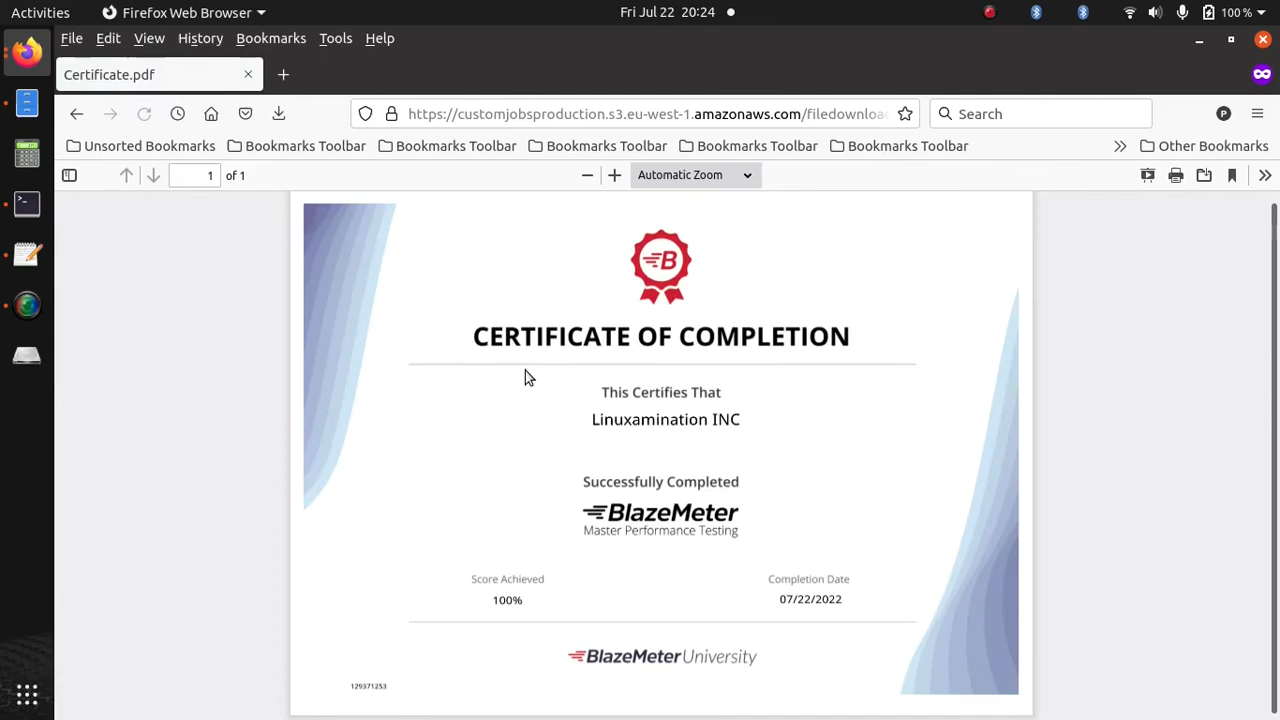 Activities Firefox Web Browser Fri Jul 22 20:24 100 %
File Edit View History Bookmarks Tools Help
Certificate.pdf
https://customjobsproduction.s3.eu-west-1.amazonaws.com/filedownloa Search P
Unsorted Bookmarks Bookmarks Toolbar Bookmarks Toolbar Bookmarks Toolbar Bookmarks Toolbar Bookmarks Toolbar Other Bookmarks
1 of 1 Automatic Zoom
B
CERTIFICATE OF COMPLETION
This Certifies That
Linuxamination INC
Successfully Completed
BlazeMeter
Master Performance Testing
Score Achieved Completion Date
100% 07/22/2022
BlazeMeter University
129371253